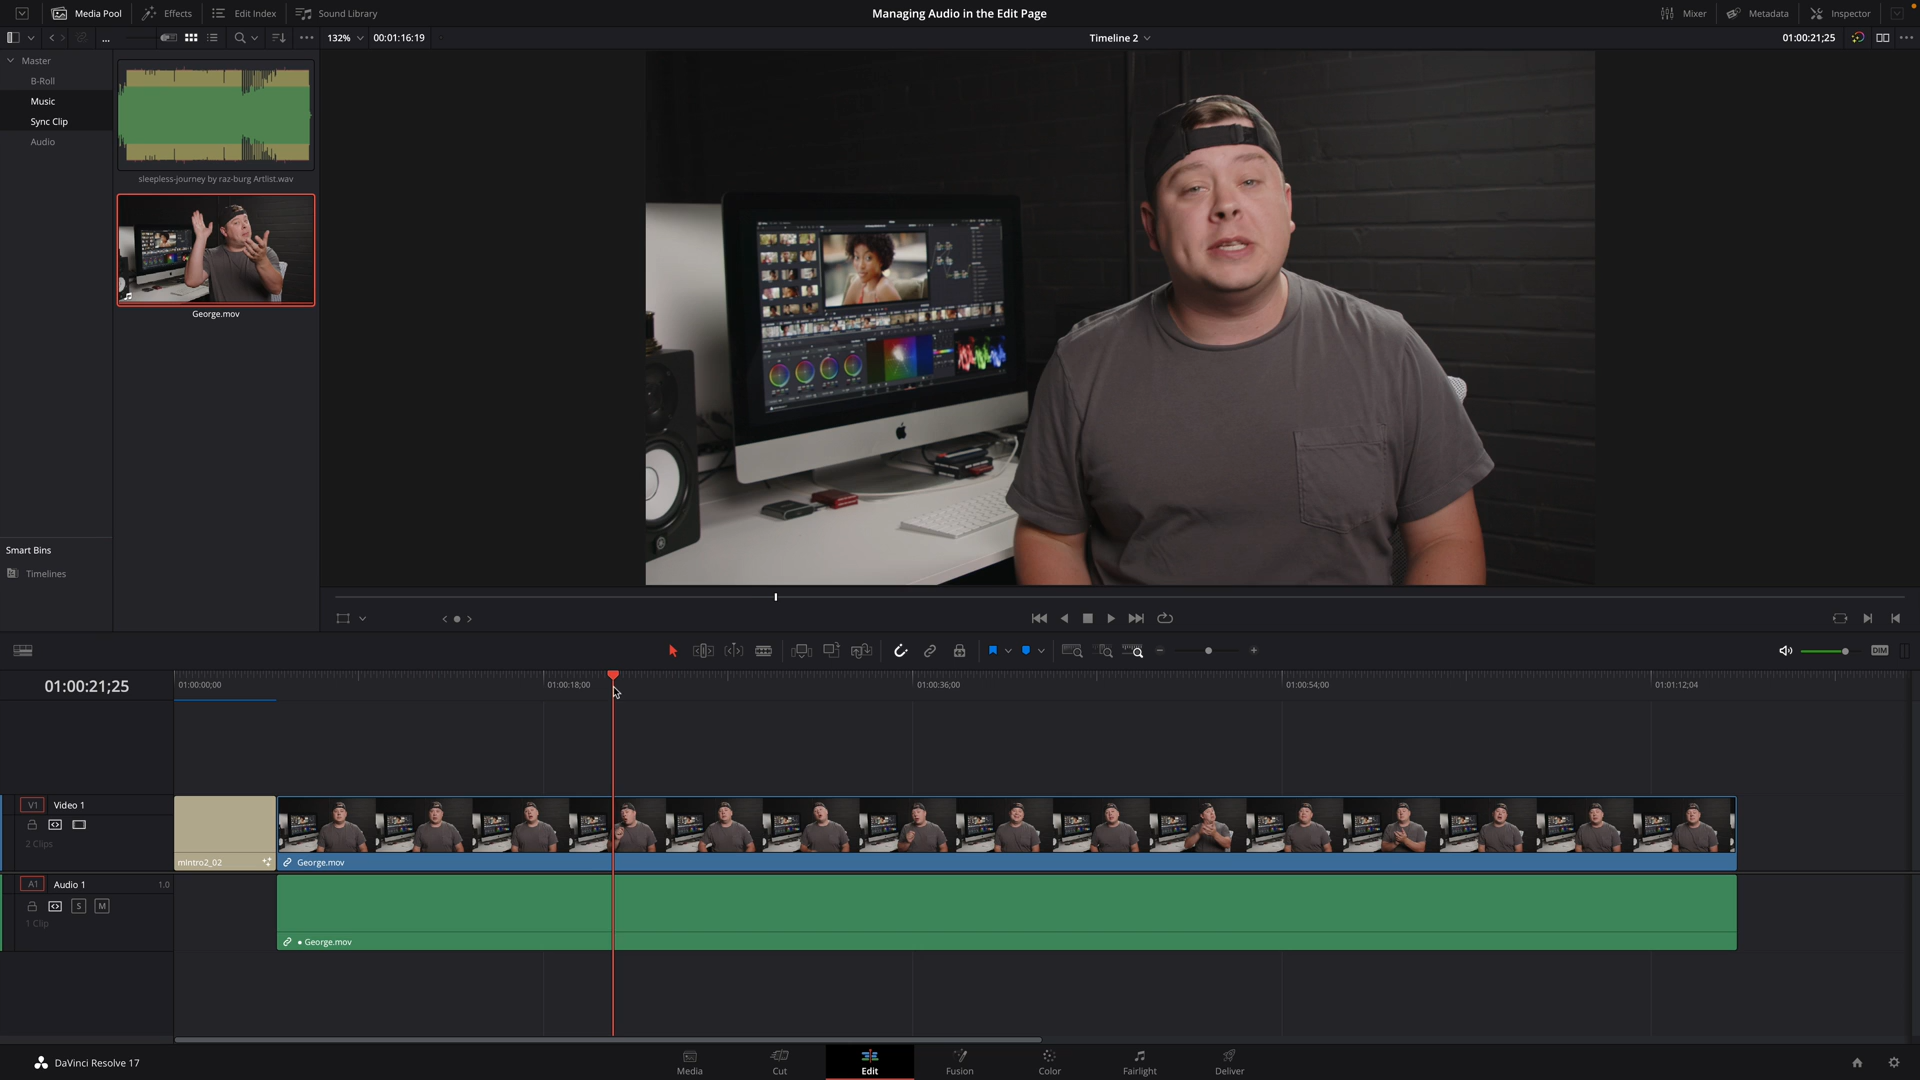 Media Pool
Effects
Edit Index
Sound Library
Managing Audio in the Edit Page
Mixer
Metadata
Inspector
...
132%
00:01:16:19
Timeline 2
01:00:21;25
Master
B-Roll
Music
Sync Clip
Audio
sleepless-journey by raz-burg Artlist.wav
George.mov
Smart Bins
Timelines
DIM
01:00:21;25
01:00:00;00
01:00:18;00
01:00:36;00
01:00:54;00
01:01:12;04
V1
Video 1
2 Clips
mIntro2_02
George.mov
A1
Audio 1
1.0
S
M
1 Clip
• George.mov
DaVinci Resolve 17
Media
Cut
Edit
Fusion
Color
Fairlight
Deliver